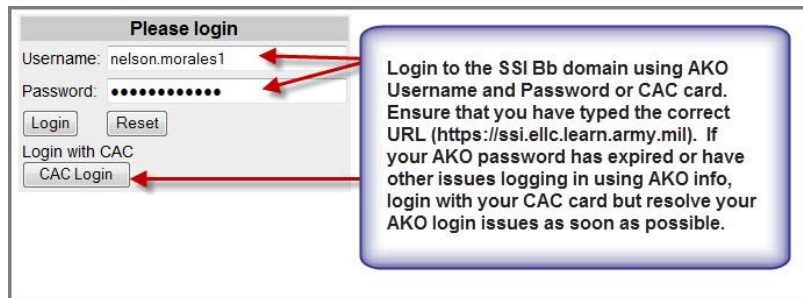 Please login
Username: nelson.morales1
Password: ●●●●●●●●●●●●
Login Reset
Login with CAC
CAC Login
Login to the SSI Bb domain using AKO
Username and Password or CAC card.
Ensure that you have typed the correct
URL (https://ssi.ellc.learn.army.mil). If
your AKO password has expired or have
other issues logging in using AKO info,
login with your CAC card but resolve your
AKO login issues as soon as possible.